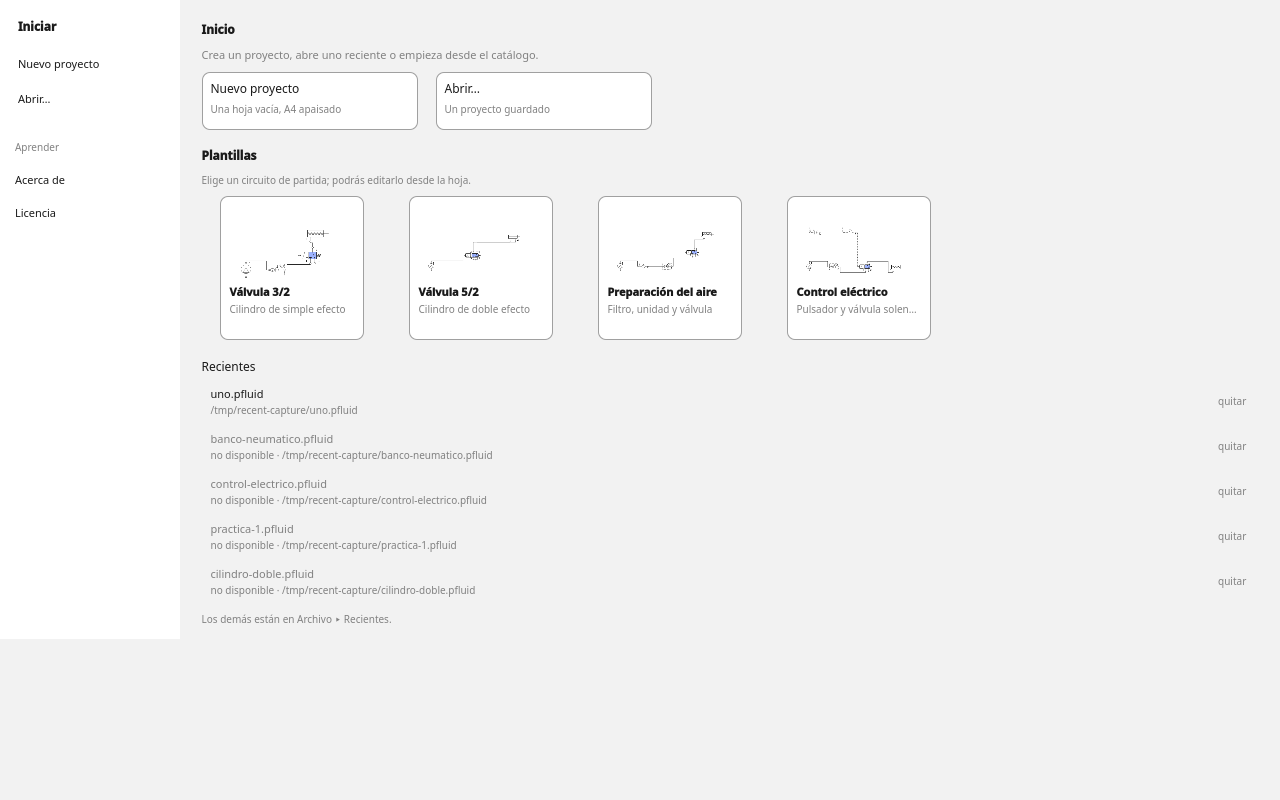 Iniciar
Nuevo proyecto
Abrir...
Aprender
Acerca de
Licencia
Inicio
Crea un proyecto, abre uno reciente o empieza desde el catálogo.
Nuevo proyecto
Una hoja vacía, A4 apaisado
Abrir...
Un proyecto guardado
Plantillas
Elige un circuito de partida; podrás editarlo desde la hoja.
Válvula 3/2
Cilindro de simple efecto
Válvula 5/2
Cilindro de doble efecto
Preparación del aire
Filtro, unidad y válvula
Control eléctrico
Pulsador y válvula solen...
Recientes
uno.pfluid
/tmp/recent-capture/uno.pfluid
quitar
banco-neumatico.pfluid
no disponible · /tmp/recent-capture/banco-neumatico.pfluid
quitar
control-electrico.pfluid
no disponible · /tmp/recent-capture/control-electrico.pfluid
quitar
practica-1.pfluid
no disponible · /tmp/recent-capture/practica-1.pfluid
quitar
cilindro-doble.pfluid
no disponible · /tmp/recent-capture/cilindro-doble.pfluid
quitar
Los demás están en Archivo ‣ Recientes.